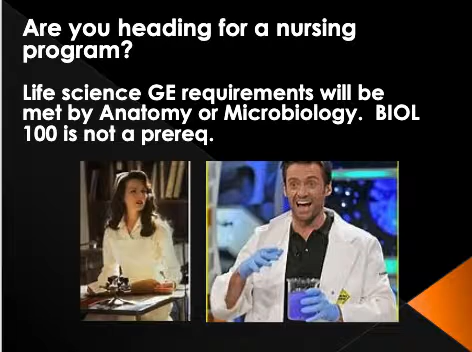 Are you heading for a nursing
program?
Life science GE requirements will be
met by Anatomy or Microbiology.  BIOL
100 is not a prereq.